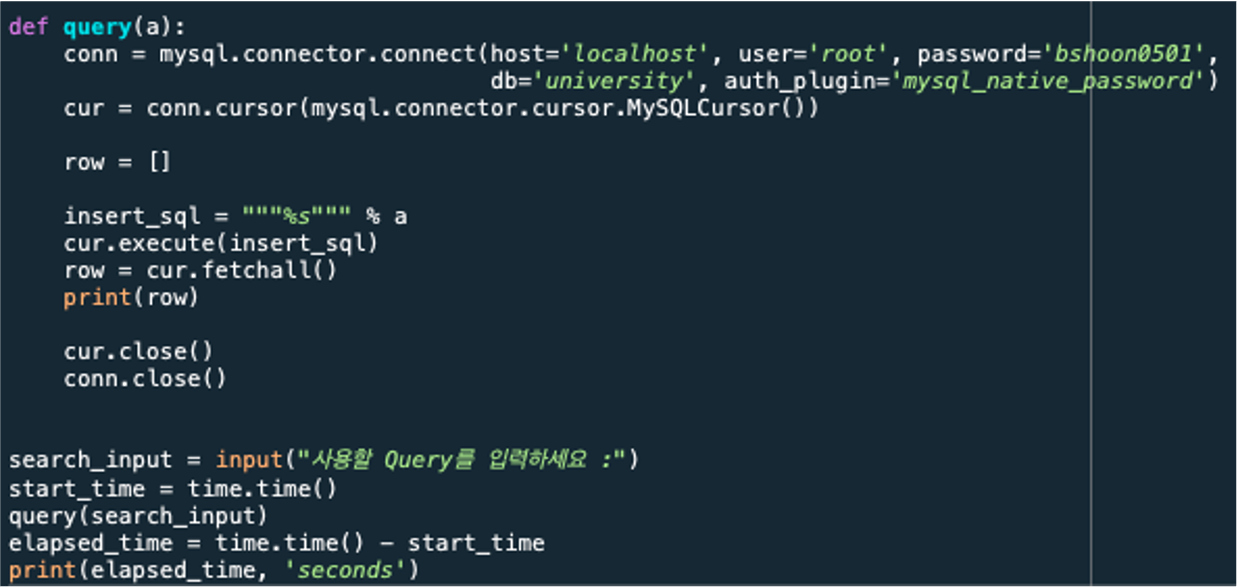 def query(a):
    conn = mysql.connector.connect(host='localhost', user='root', password='bshoon0501',
                                   db='university', auth_plugin='mysql_native_password')
    cur = conn.cursor(mysql.connector.cursor.MySQLCursor())
    row = []
    insert_sql = """%s""" % a
    cur.execute(insert_sql)
    row = cur.fetchall()
    print(row)
    cur.close()
    conn.close()
search_input = input("사용할 Query를 입력하세요 :")
start_time = time.time()
query(search_input)
elapsed_time = time.time() - start_time
print(elapsed_time, 'seconds')